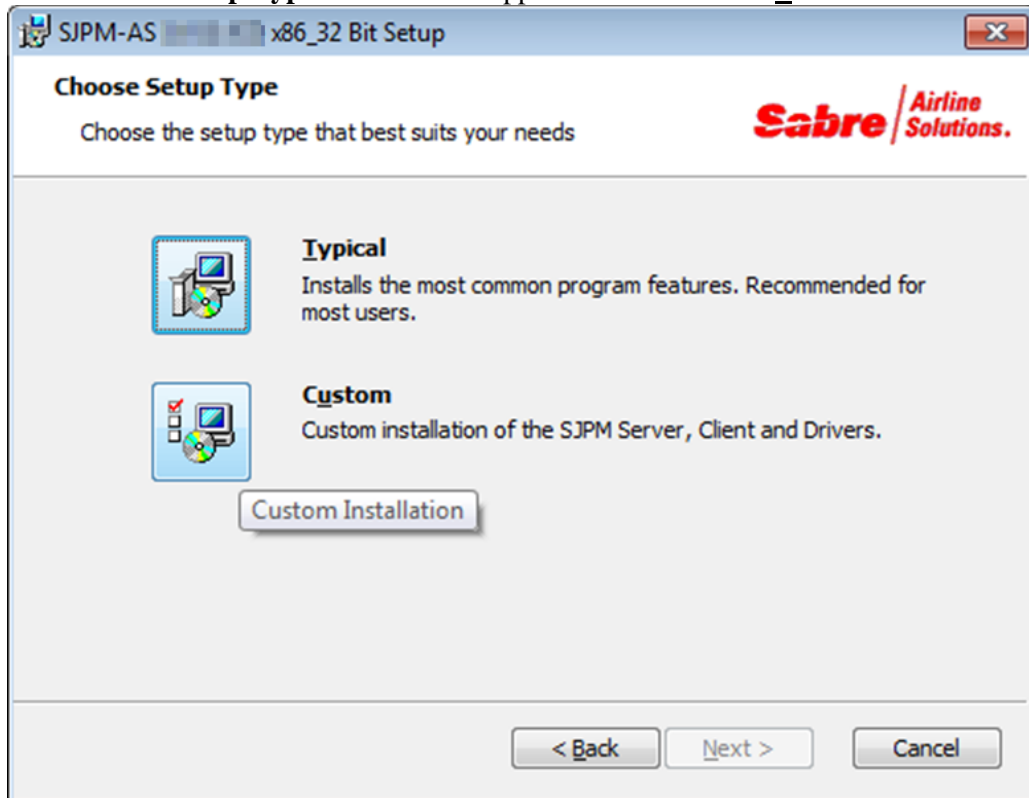 SJPM-AS x86_32 Bit Setup
Choose Setup Type
Choose the setup type that best suits your needs
Sabre Airline Solutions.
Typical
Installs the most common program features. Recommended for
most users.
Custom
Custom installation of the SJPM Server, Client and Drivers.
Custom Installation
< Back
Next >
Cancel